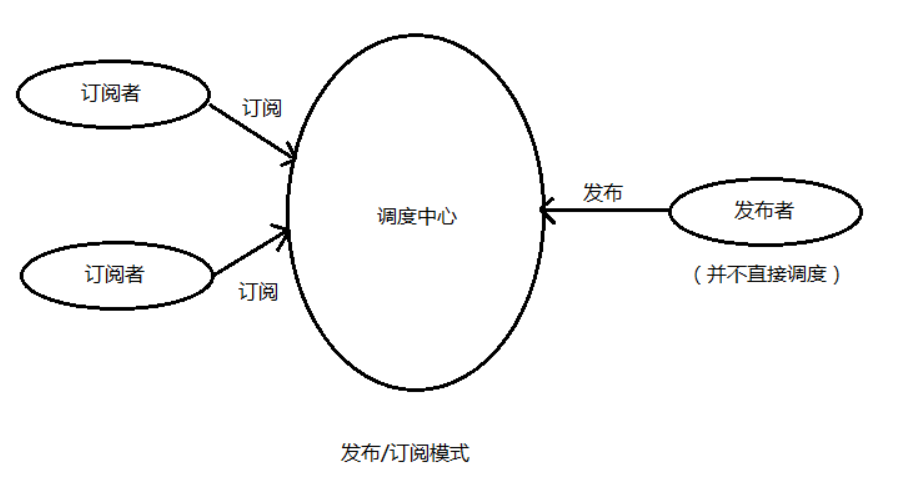 订阅者
订阅
调度中心
发布
发布者
订阅者
(并不直接调度)
订阅
发布/订阅模式